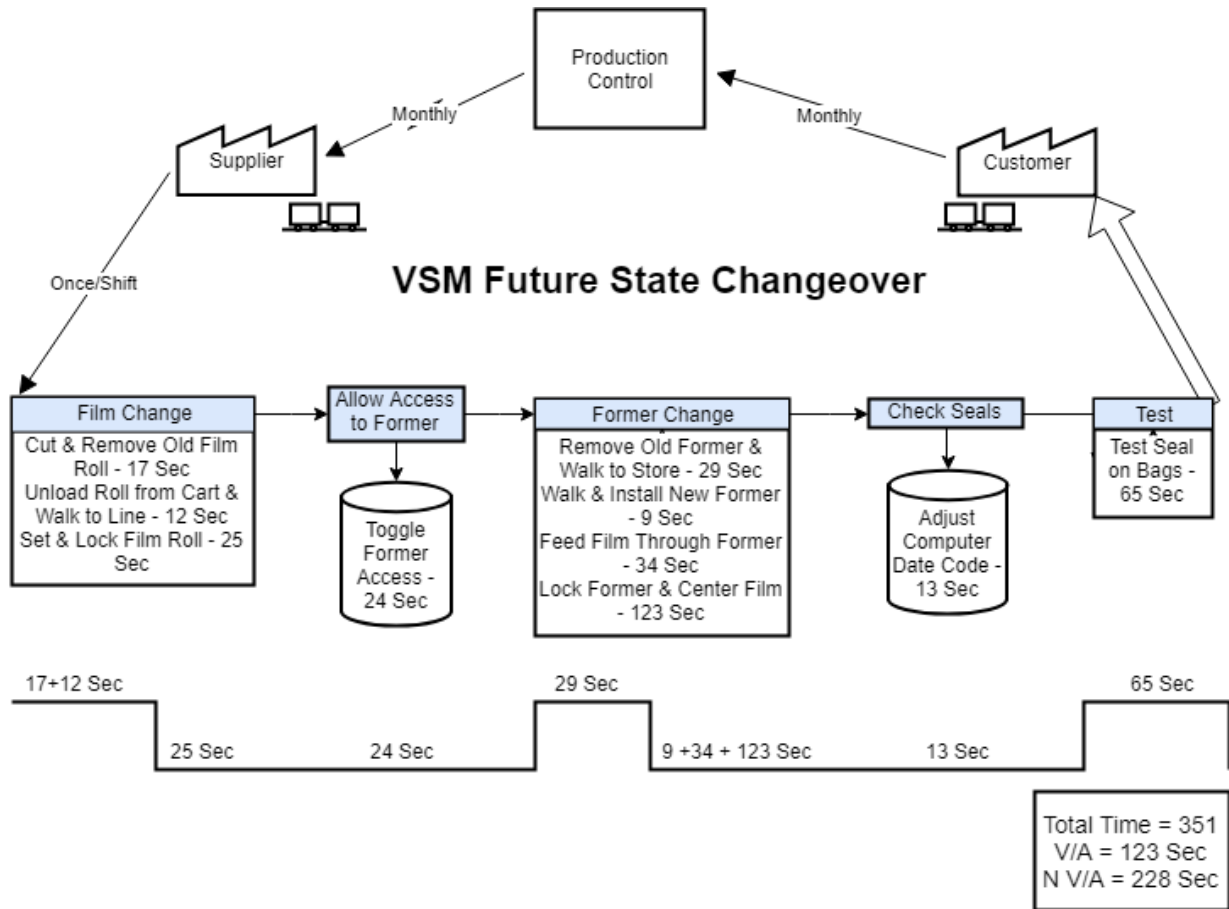 Production
Control
Monthly
Monthly
Supplier
Customer
Once/Shift
VSM Future State Changeover
Film Change
Cut & Remove Old Film
Roll - 17 Sec
Unload Roll from Cart &
Walk to Line - 12 Sec
Set & Lock Film Roll - 25
Sec
Allow Access
to Former
Toggle
Former
Access -
24 Sec
Former Change
Remove Old Former &
Walk to Store - 29 Sec
Walk & Install New Former
- 9 Sec
Feed Film Through Former
- 34 Sec
Lock Former & Center Film
- 123 Sec
Check Seals
Adjust
Computer
Date Code -
13 Sec
Test
Test Seal
on Bags -
65 Sec
17+12 Sec
25 Sec
24 Sec
29 Sec
9 +34 + 123 Sec
13 Sec
65 Sec
Total Time = 351
V/A = 123 Sec
N V/A = 228 Sec